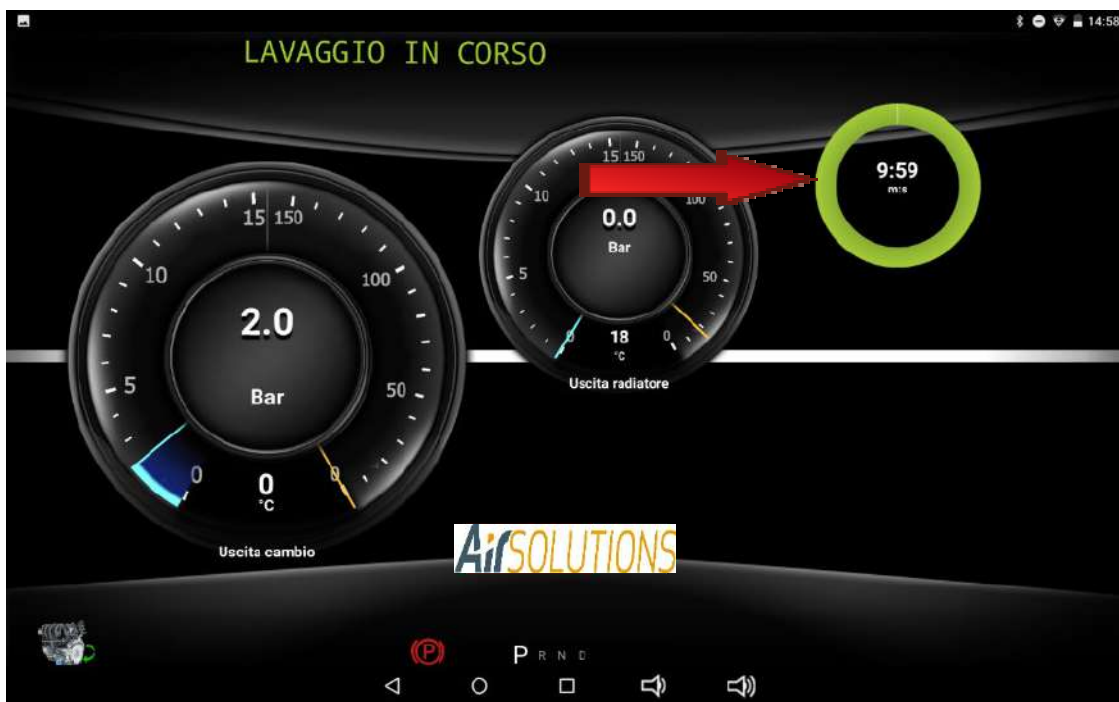 14:58
LAVAGGIO IN CORSO
15 150
10 100
5 50
0 0
0.0
Bar
18
°C
Uscita radiatore
9:59
m:s
15 150
10 100
5 50
0 0
2.0
Bar
0
°C
Uscita cambio
AirSOLUTIONS
(P)
P R N D